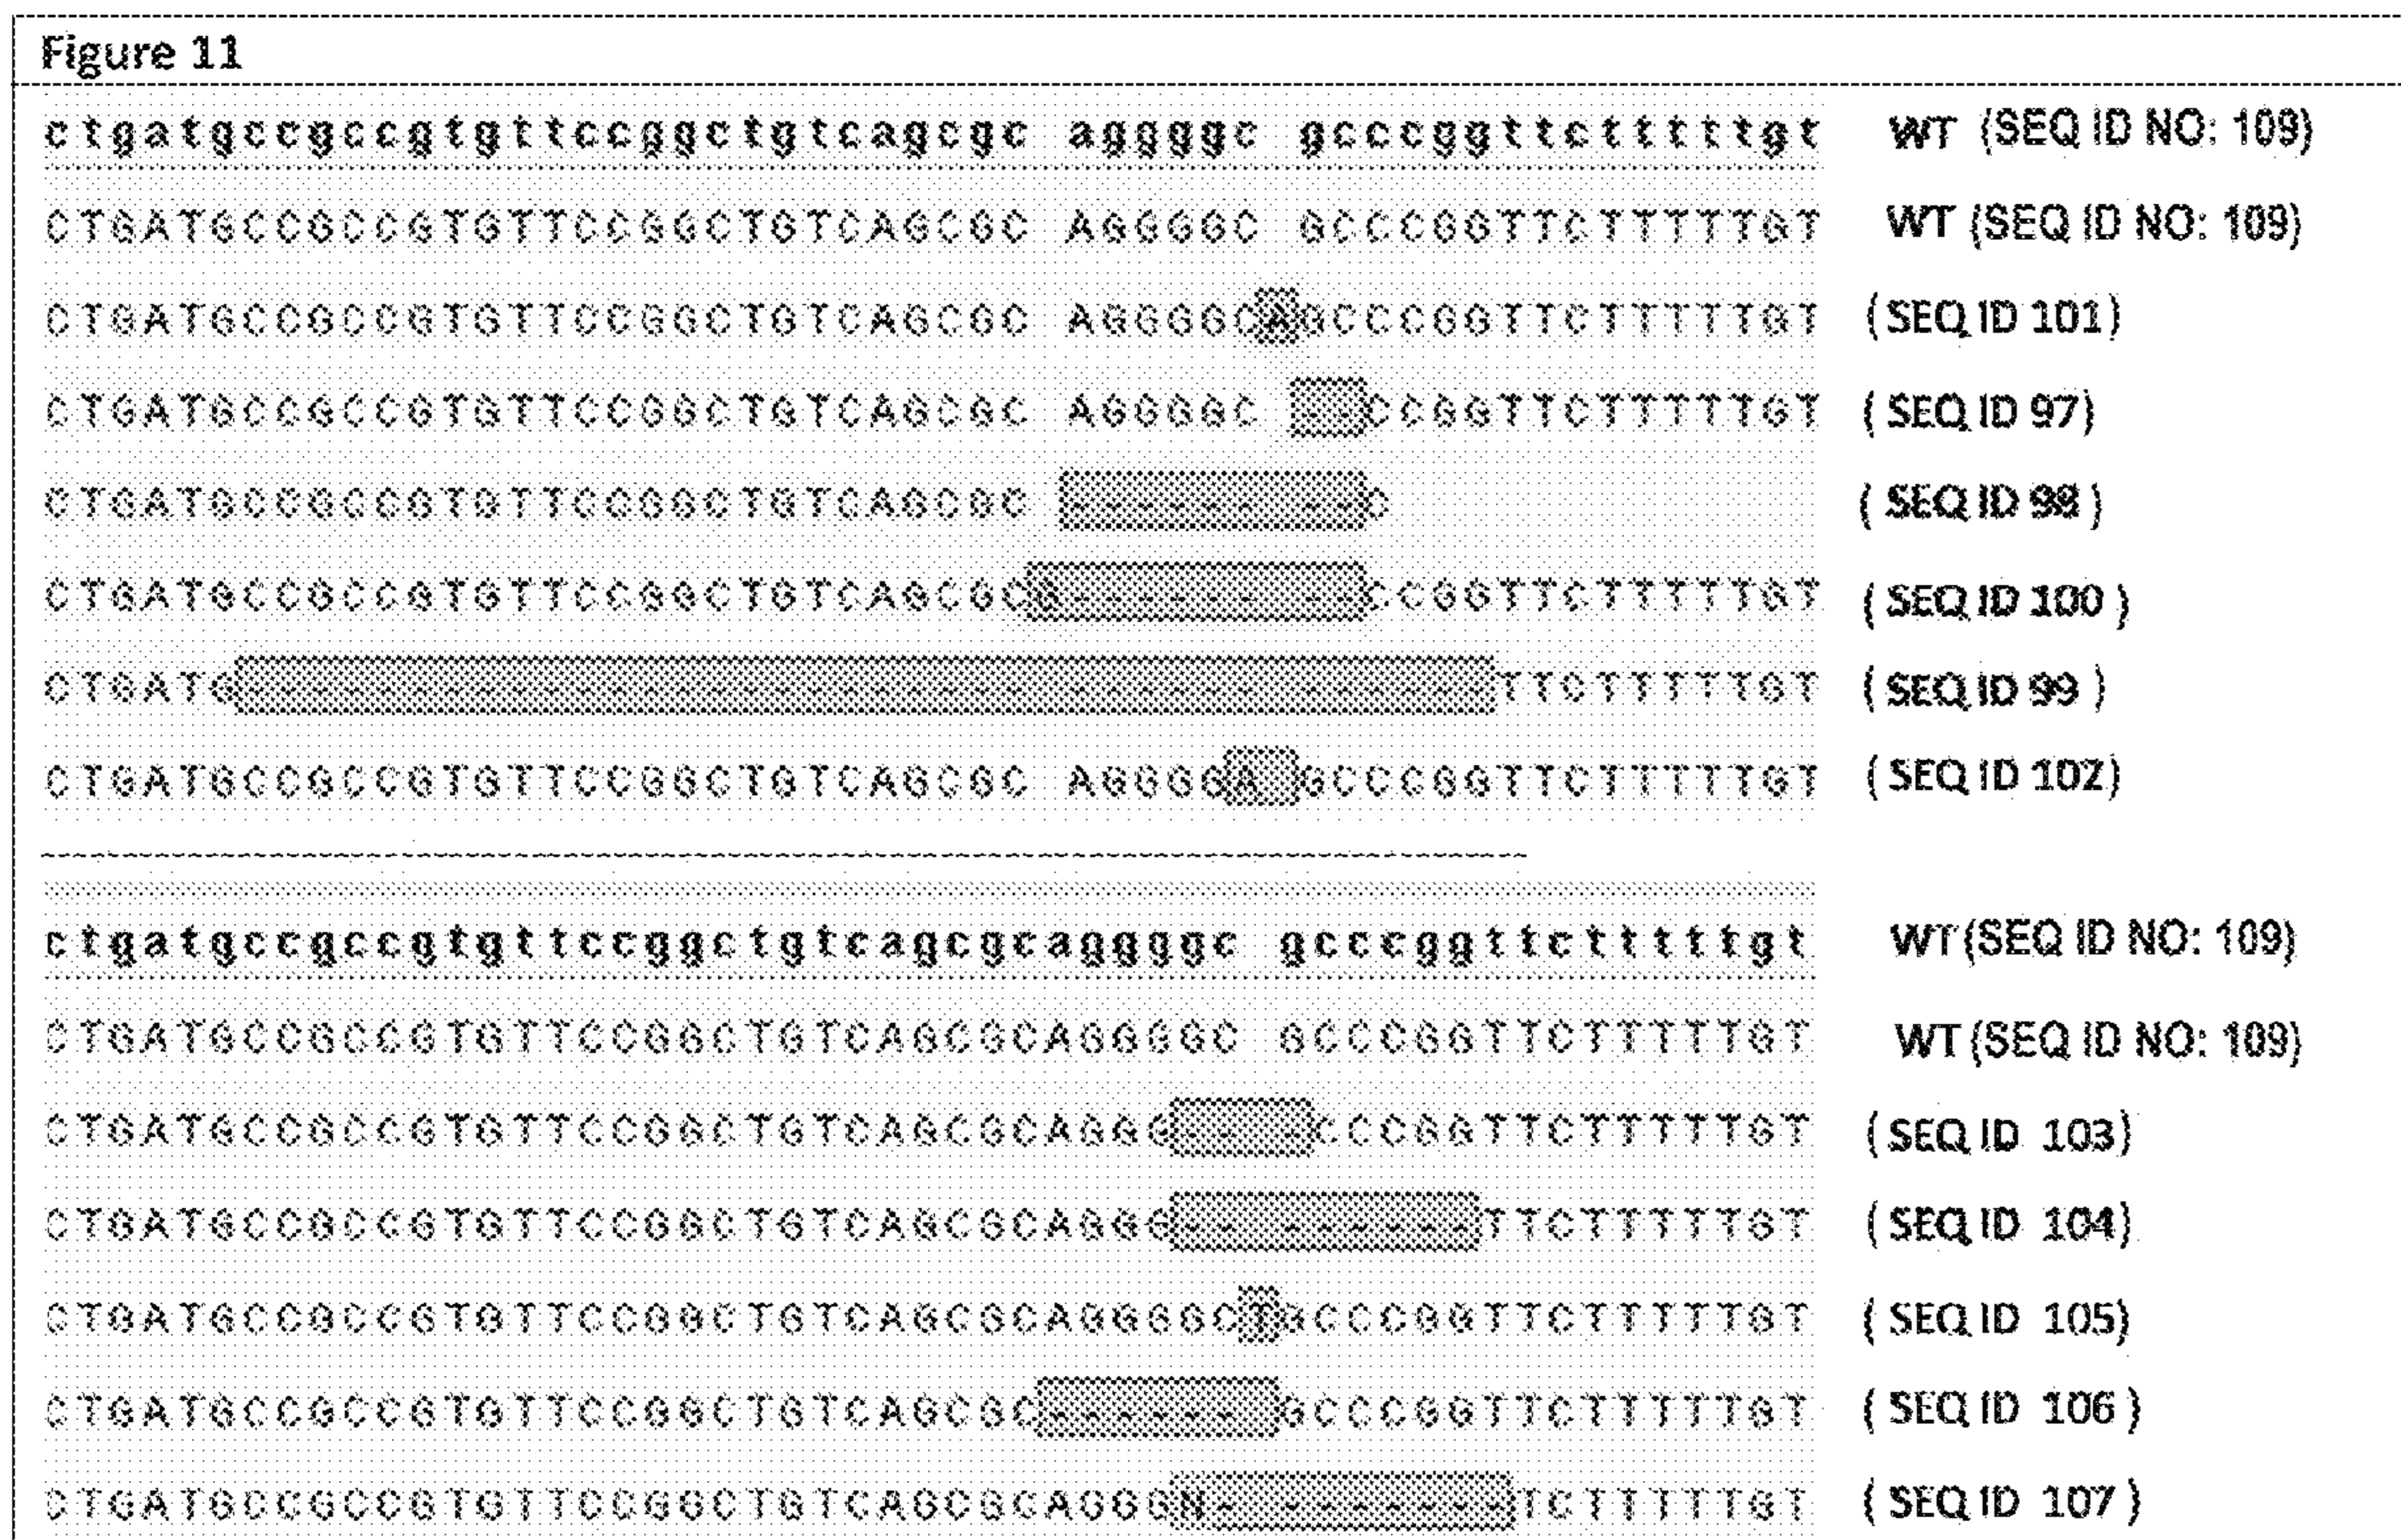 Figure 11
ctgatgccgccgtgttccggctgtcagcgc aggggc gcccggttctttttgt WT (SEQ ID NO: 109)
CTGATGCCGCCGTGTTCCGGCTGTCAGCGC AGGGGC GCCCGGTTCTTTTTGT WT (SEQ ID NO: 109)
CTGATGCCGCCGTGTTCCGGCTGTCAGCGC AGGGGCAGCCCGGTTCTTTTTGT (SEQ ID 101)
CTGATGCCGCCGTGTTCCGGCTGTCAGCGC AGGGGC --CCGGTTCTTTTTGT (SEQ ID 97)
CTGATGCCGCCGTGTTCCGGCTGTCAGCGC ------ --C (SEQ ID 98)
CTGATGCCGCCGTGTTCCGGCTGTCAGCGCG------ --CCGGTTCTTTTTGT (SEQ ID 100)
CTGATG------------------------ ------ ------TTCTTTTTGT (SEQ ID 99)
CTGATGCCGCCGTGTTCCGGCTGTCAGCGC AGGGGA GCCCGGTTCTTTTTGT (SEQ ID 102)
ctgatgccgccgtgttccggctgtcagcgcaggggc gcccggttctttttgt WT (SEQ ID NO: 109)
CTGATGCCGCCGTGTTCCGGCTGTCAGCGCAGGGGC GCCCGGTTCTTTTTGT WT (SEQ ID NO: 109)
CTGATGCCGCCGTGTTCCGGCTGTCAGCGCAGGG-- -CCCGGTTCTTTTTGT (SEQ ID 103)
CTGATGCCGCCGTGTTCCGGCTGTCAGCGCAGGG-- ------TTCTTTTTGT (SEQ ID 104)
CTGATGCCGCCGTGTTCCGGCTGTCAGCGCAGGGGCTGCCCGGTTCTTTTTGT (SEQ ID 105)
CTGATGCCGCCGTGTTCCGGCTGTCAGCGC------ GCCCGGTTCTTTTTGT (SEQ ID 106)
CTGATGCCGCCGTGTTCCGGCTGTCAGCGCAGGGN- -------TCTTTTTGT (SEQ ID 107)